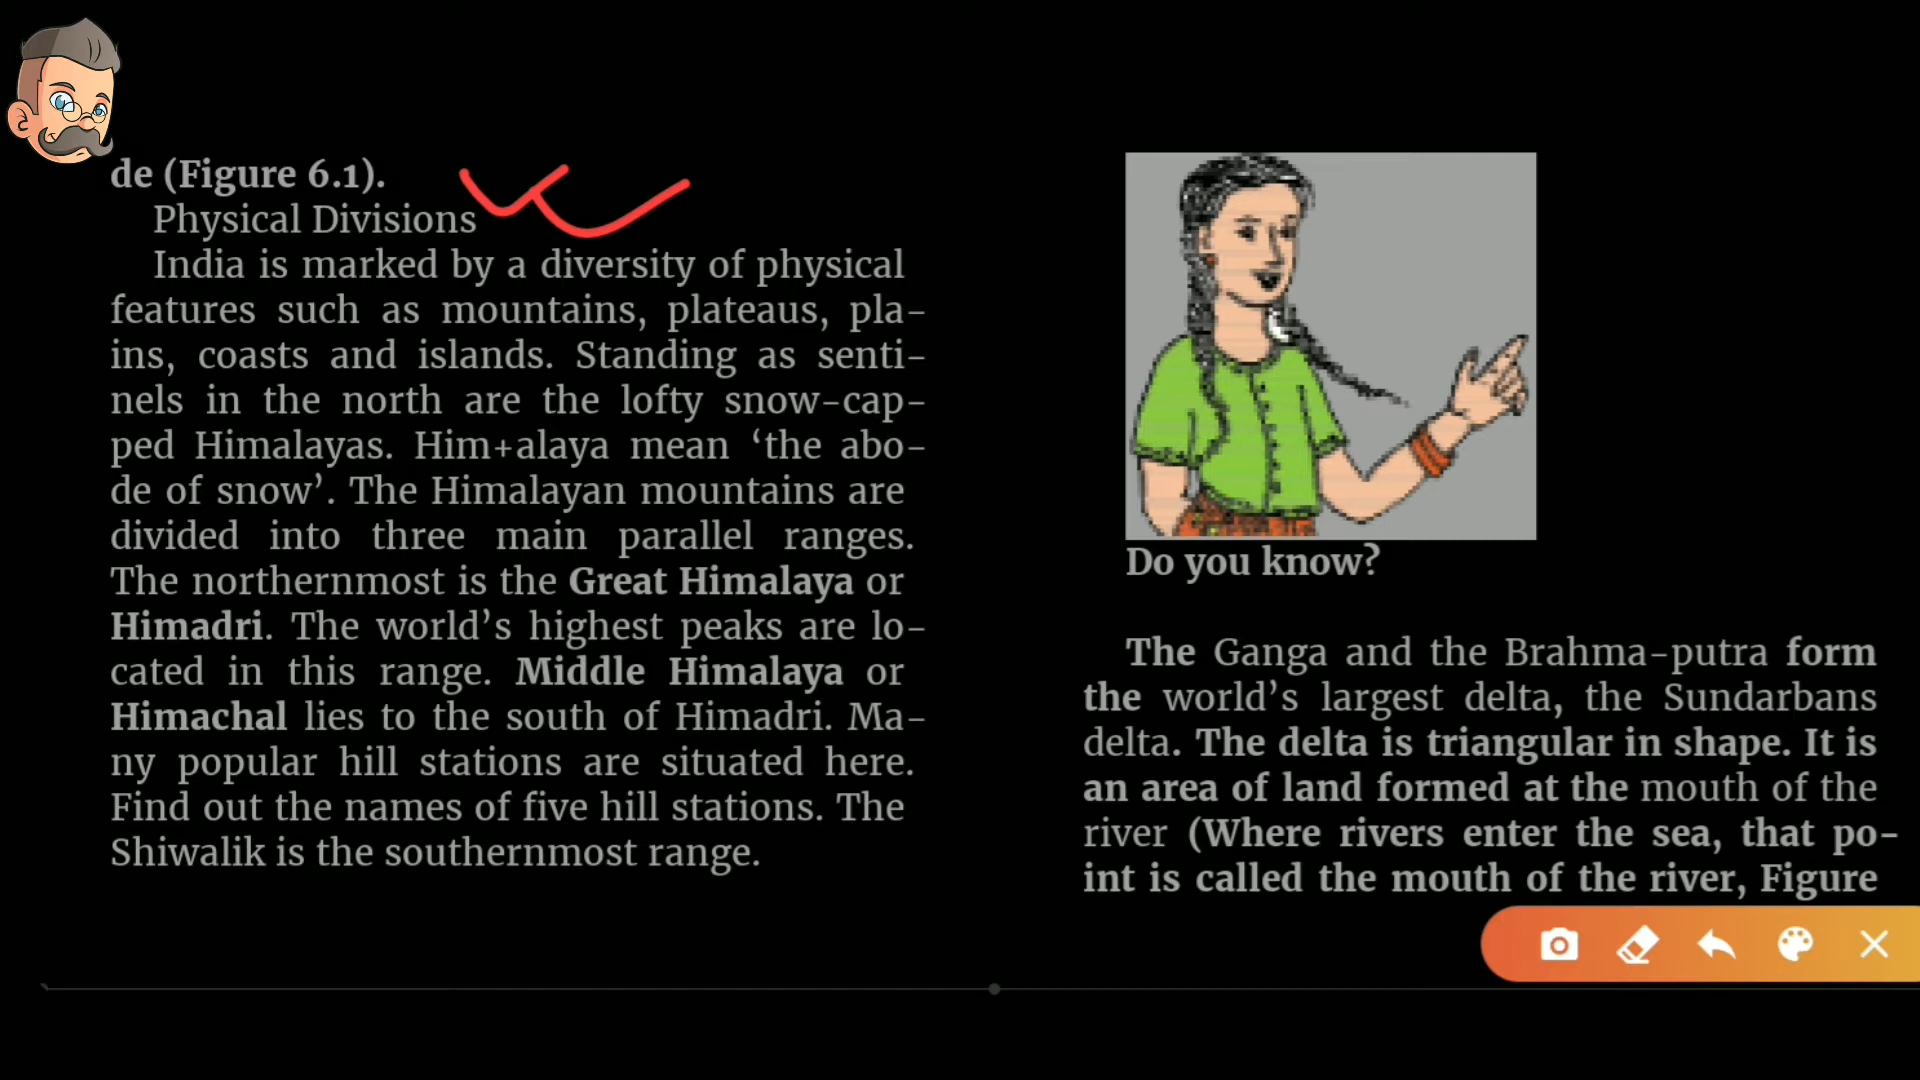 de (Figure 6.1).
Physical Divisions
India is marked by a diversity of physical
features such as mountains, plateaus, pla-
ins, coasts and islands. Standing as senti-
nels in the north are the lofty snow-cap-
ped Himalayas. Him+alaya mean ‘the abo-
de of snow’. The Himalayan mountains are
divided into three main parallel ranges.
The northernmost is the Great Himalaya or
Himadri. The world’s highest peaks are lo-
cated in this range. Middle Himalaya or
Himachal lies to the south of Himadri. Ma-
ny popular hill stations are situated here.
Find out the names of five hill stations. The
Shiwalik is the southernmost range.
Do you know?
The Ganga and the Brahma-putra form
the world’s largest delta, the Sundarbans
delta. The delta is triangular in shape. It is
an area of land formed at the mouth of the
river (Where rivers enter the sea, that po-
int is called the mouth of the river, Figure